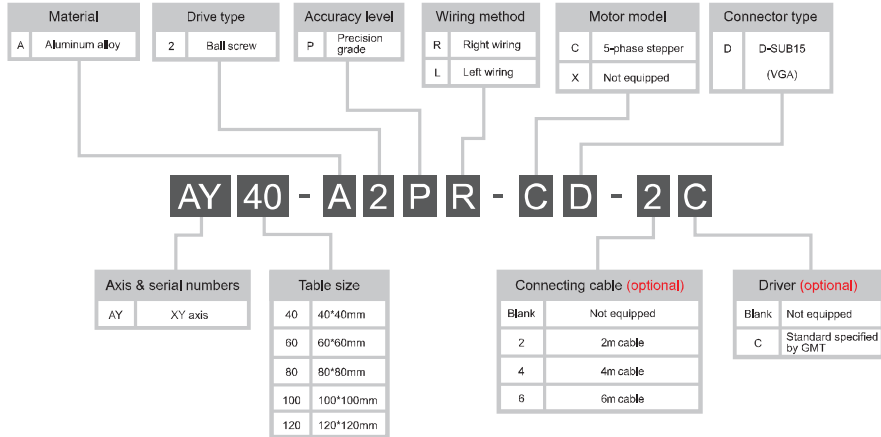 Material
A Aluminum alloy
Drive type
2 Ball screw
Accuracy level
P Precision
grade
Wiring method
R Right wiring
L Left wiring
Motor model
C 5-phase stepper
X Not equipped
Connector type
D D-SUB15
(VGA)
AY 40 - A 2 P R - C D - 2 C
Axis & serial numbers
AY XY axis
Table size
40 40*40mm
60 60*60mm
80 80*80mm
100 100*100mm
120 120*120mm
Connecting cable (optional)
Blank Not equipped
2 2m cable
4 4m cable
6 6m cable
Driver (optional)
Blank Not equipped
C Standard specified
by GMT